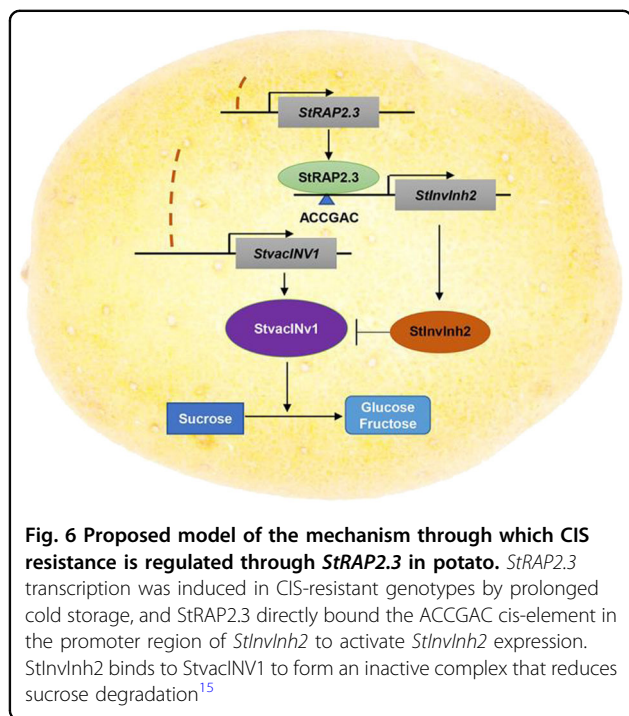 StRAP2.3
StRAP2.3
StInvInh2
ACCGAC
StvacINV1
StvacINv1
StInvInh2
Sucrose
Glucose
Fructose
Fig. 6 Proposed model of the mechanism through which CIS
resistance is regulated through StRAP2.3 in potato. StRAP2.3
transcription was induced in CIS-resistant genotypes by prolonged
cold storage, and StRAP2.3 directly bound the ACCGAC cis-element in
the promoter region of StInvInh2 to activate StInvInh2 expression.
StInvInh2 binds to StvacINV1 to form an inactive complex that reduces
sucrose degradation15